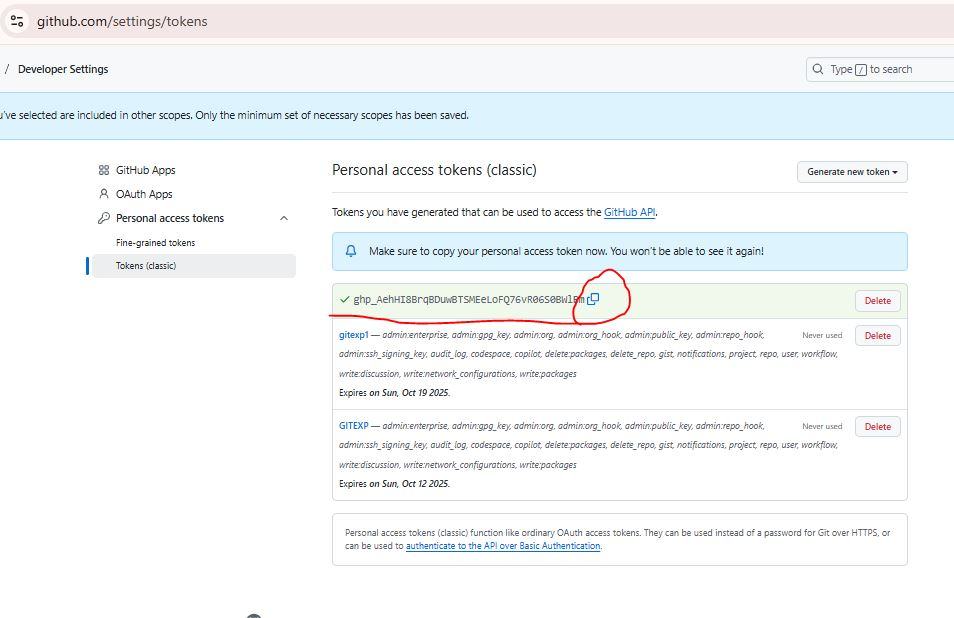 github.com/settings/tokens
/ Developer Settings
Type / to search
've selected are included in other scopes. Only the minimum set of necessary scopes has been saved.
GitHub Apps
OAuth Apps
Personal access tokens
Fine-grained tokens
Tokens (classic)
Personal access tokens (classic)
Generate new token
Tokens you have generated that can be used to access the GitHub API.
Make sure to copy your personal access token now. You won't be able to see it again!
Delete
gitexp1 — admin:enterprise, admin:gpg_key, admin:org, admin:org_hook, admin:public_key, admin:repo_hook,
Never used
Delete
admin:ssh_signing_key, audit_log, codespace, copilot, delete:packages, delete_repo, gist, notifications, project, repo, user, workflow,
write:discussion, write:network_configurations, write:packages
Expires on Sun, Oct 19 2025.
GITEXP — admin:enterprise, admin:gpg_key, admin:org, admin:org_hook, admin:public_key, admin:repo_hook,
Never used
Delete
admin:ssh_signing_key, audit_log, codespace, copilot, delete:packages, delete_repo, gist, notifications, project, repo, user, workflow,
write:discussion, write:network_configurations, write:packages
Expires on Sun, Oct 12 2025.
Personal access tokens (classic) function like ordinary OAuth access tokens. They can be used instead of a password for Git over HTTPS, or
can be used to authenticate to the API over Basic Authentication.